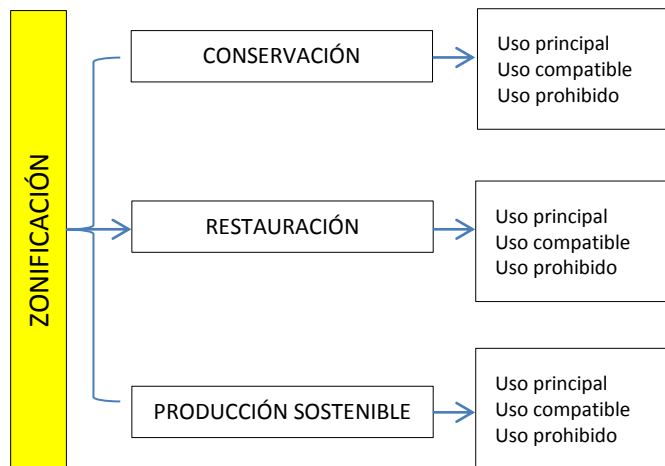 ZONIFICACIÓN
CONSERVACIÓN
Uso principal
Uso compatible
Uso prohibido
RESTAURACIÓN
Uso principal
Uso compatible
Uso prohibido
PRODUCCIÓN SOSTENIBLE
Uso principal
Uso compatible
Uso prohibido